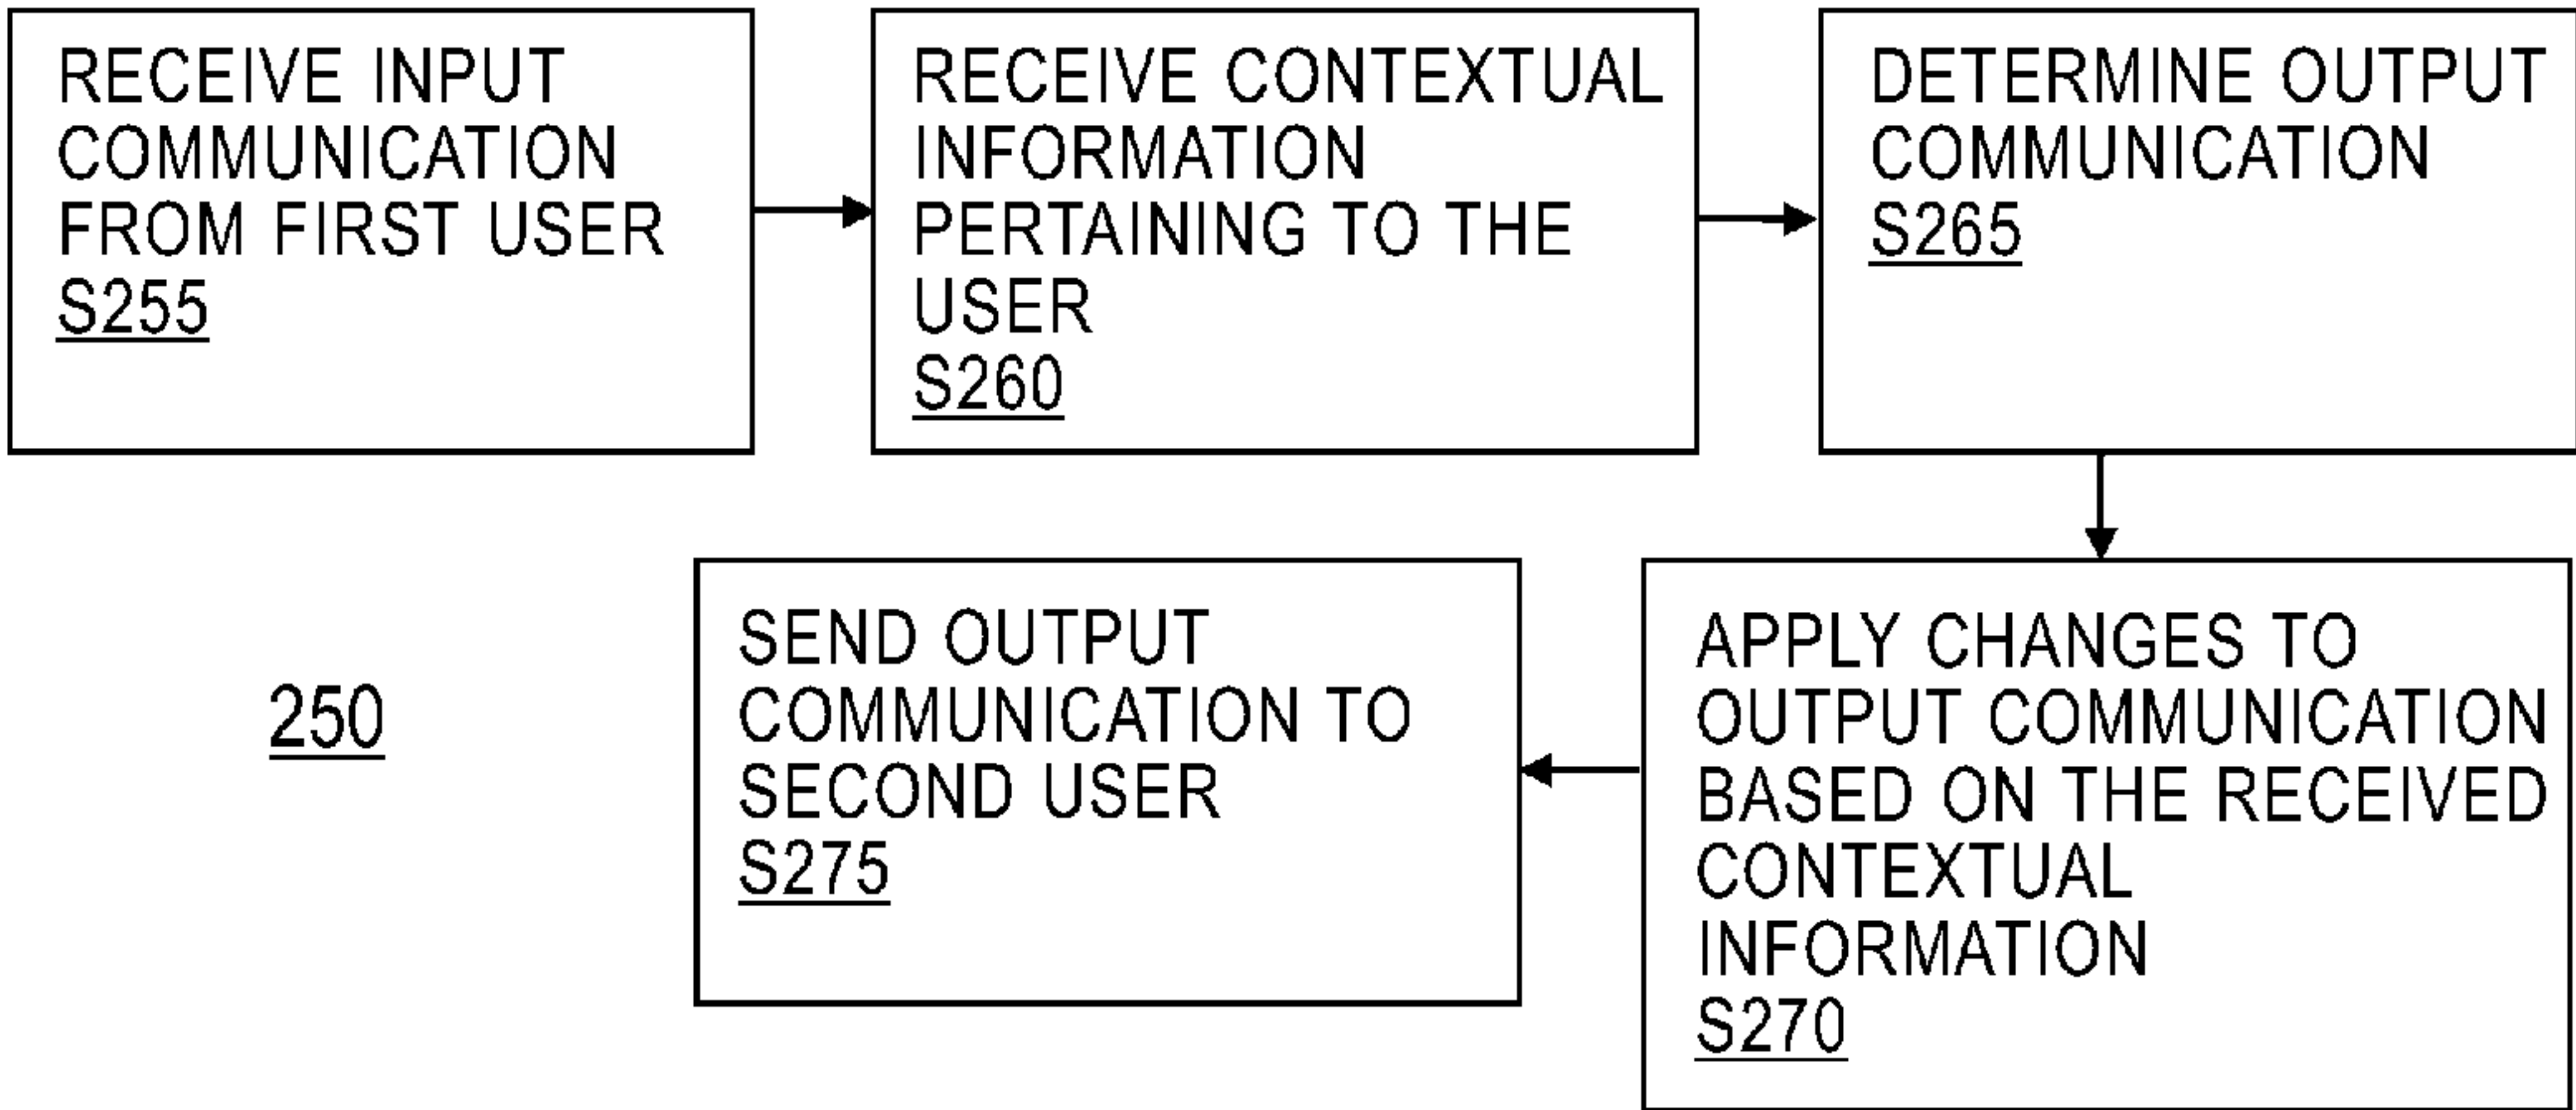 RECEIVE INPUT
COMMUNICATION
FROM FIRST USER
S255
RECEIVE CONTEXTUAL
INFORMATION
PERTAINING TO THE
USER
S260
DETERMINE OUTPUT
COMMUNICATION
S265
APPLY CHANGES TO
OUTPUT COMMUNICATION
BASED ON THE RECEIVED
CONTEXTUAL
INFORMATION
S270
SEND OUTPUT
COMMUNICATION TO
SECOND USER
S275
250